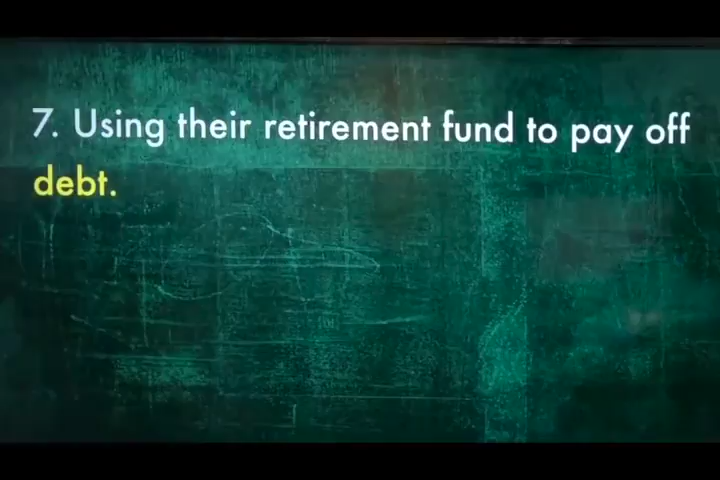 7. Using their retirement fund to pay off
debt.